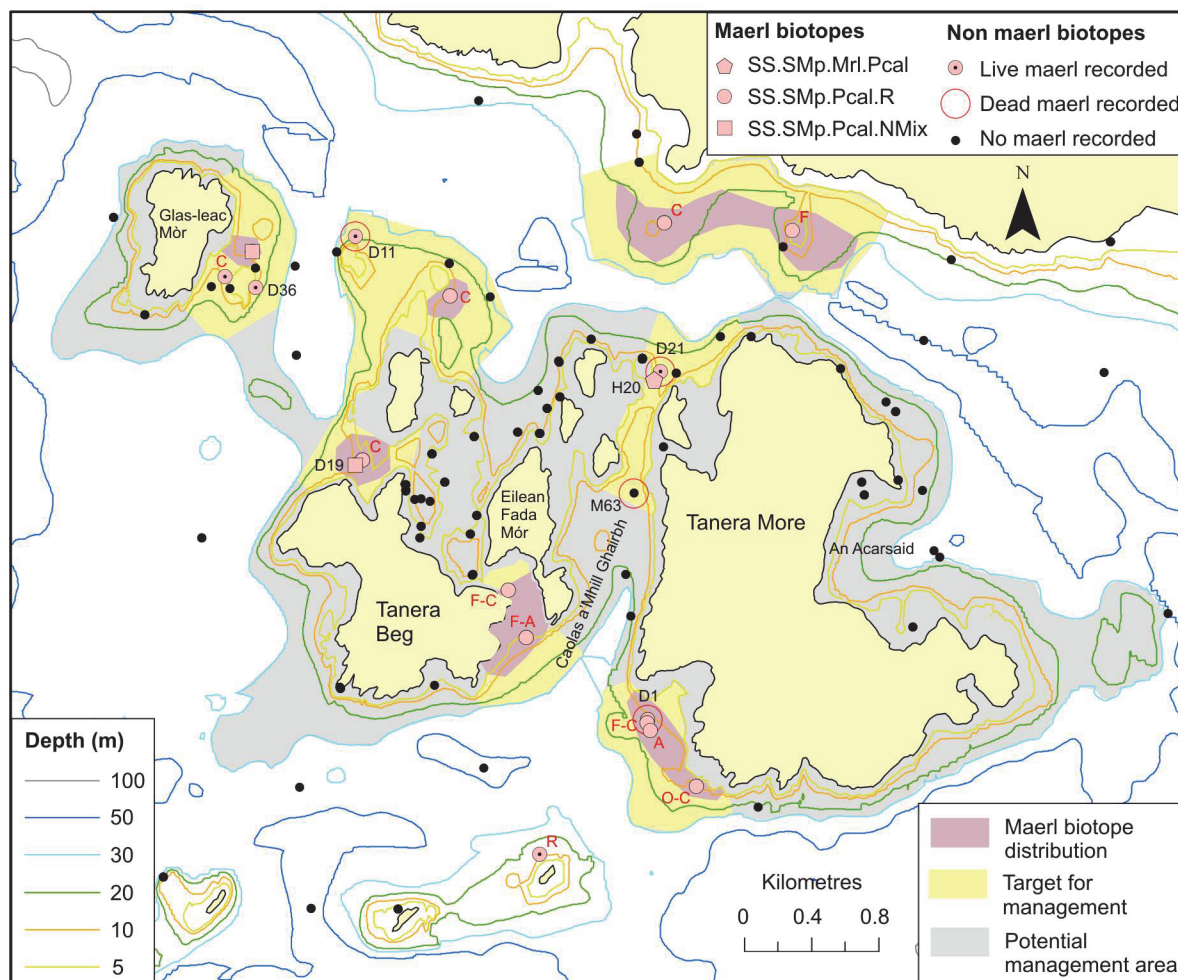 Maerl biotopes
SS.SMp.Mrl.Pcal
SS.SMp.Pcal.R
SS.SMp.Pcal.NMix
Non maerl biotopes
Live maerl recorded
Dead maerl recorded
No maerl recorded
N
Glas-leac
Mòr
C
D36
D11
C
C
F
D21
H20
C
D19
M63
Eilean
Fada
Mór
Tanera More
An Acarsaid
Caolas a'Mhill Ghairbh
Tanera
Beg
F-C
F-A
D1
F-C
A
O-C
R
Depth (m)
100
50
30
20
10
5
Kilometres
0 0.4 0.8
Maerl biotope
distribution
Target for
management
Potential
management area